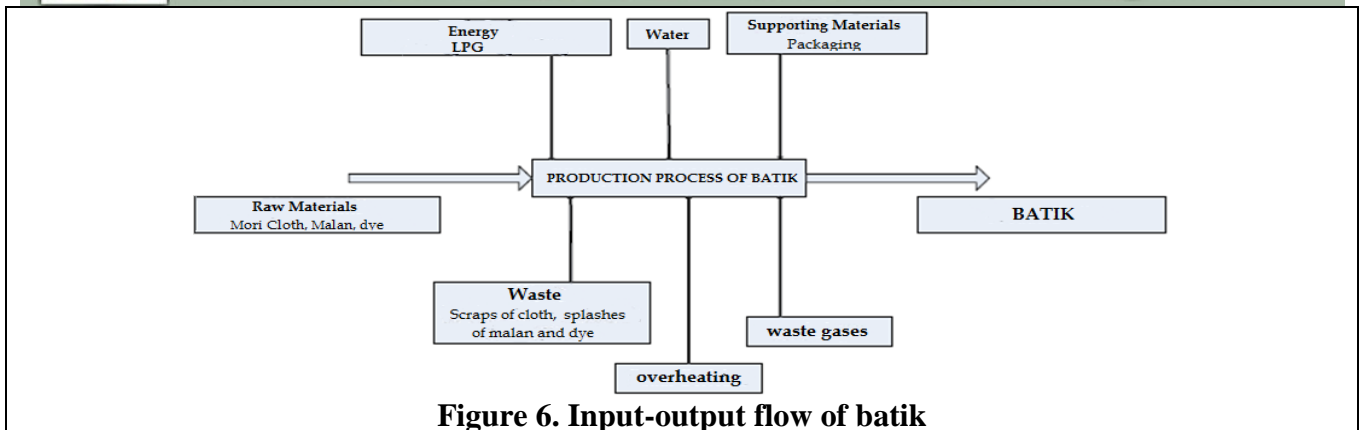 Energy
LPG
Water
Supporting Materials
Packaging
PRODUCTION PROCESS OF BATIK
Raw Materials
Mori Cloth, Malan, dye
BATIK
Waste
Scraps of cloth, splashes
of malan and dye
waste gases
overheating
Figure 6. Input-output flow of batik